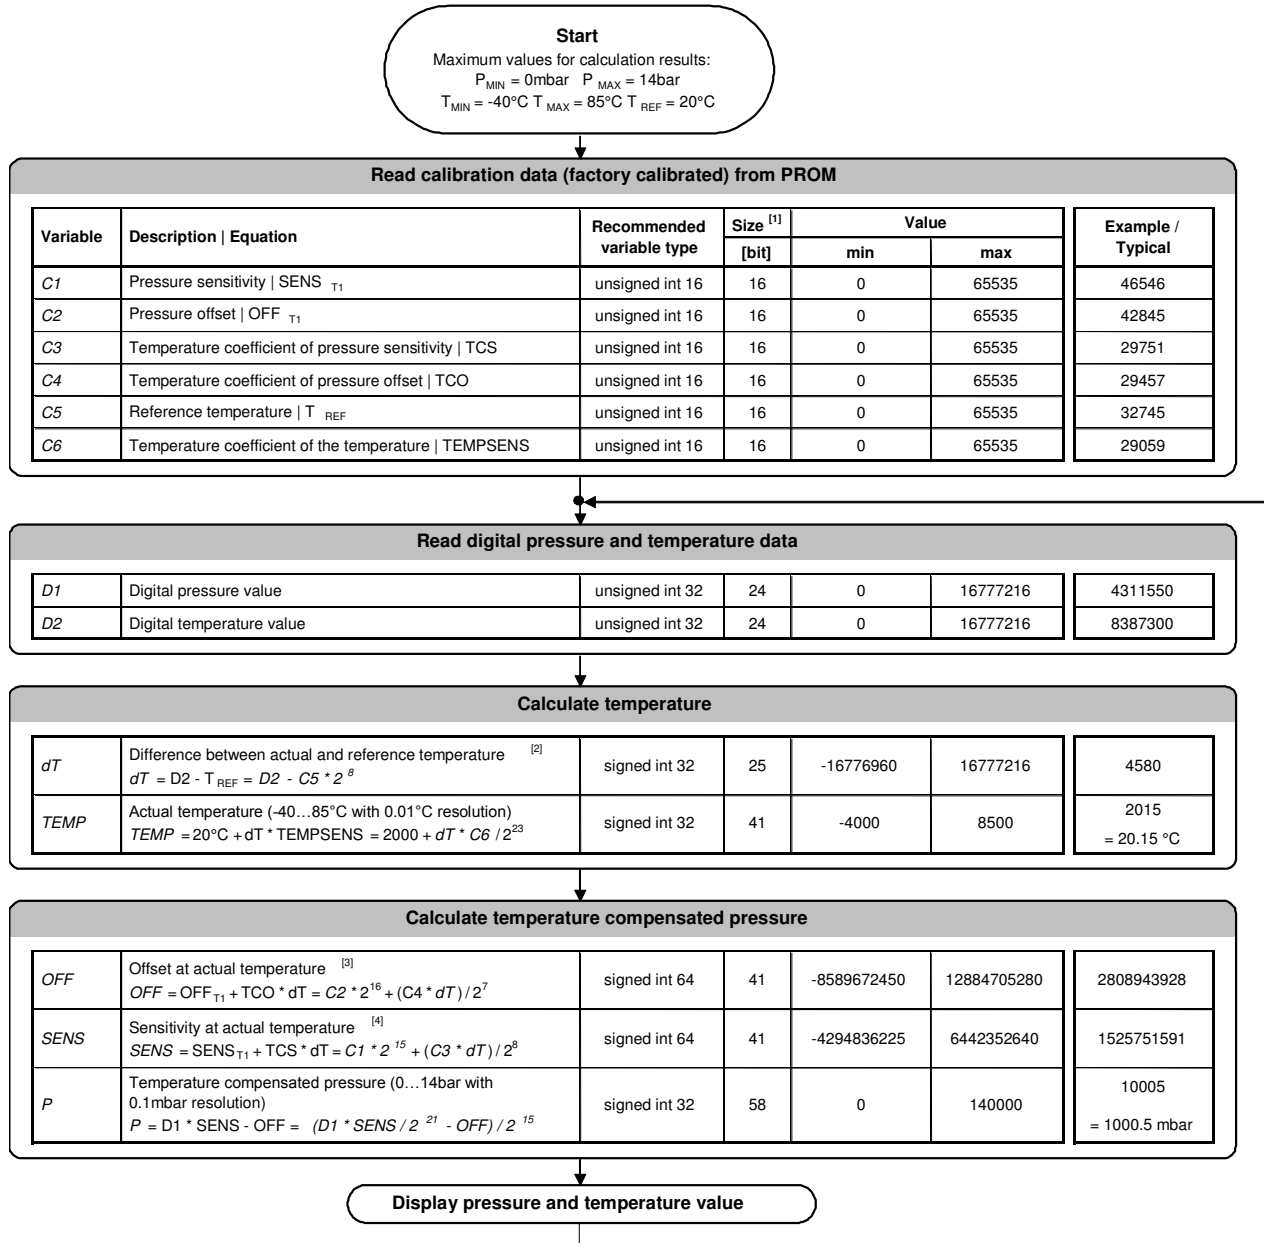 Start
Maximum values for calculation results:
P MIN = 0mbar P MAX = 14bar
T MIN = -40°C T MAX = 85°C T REF = 20°C
Read calibration data (factory calibrated) from PROM
Variable Description | Equation Recommended variable type Size [1] [bit] Value min max Example / Typical
C1 Pressure sensitivity | SENS T1 unsigned int 16 16 0 65535 46546
C2 Pressure offset | OFF T1 unsigned int 16 16 0 65535 42845
C3 Temperature coefficient of pressure sensitivity | TCS unsigned int 16 16 0 65535 29751
C4 Temperature coefficient of pressure offset | TCO unsigned int 16 16 0 65535 29457
C5 Reference temperature | T REF unsigned int 16 16 0 65535 32745
C6 Temperature coefficient of the temperature | TEMPSENS unsigned int 16 16 0 65535 29059
Read digital pressure and temperature data
D1 Digital pressure value unsigned int 32 24 0 16777216 4311550
D2 Digital temperature value unsigned int 32 24 0 16777216 8387300
Calculate temperature
Difference between actual and reference temperature [2]
dT dT = D2 - T REF = D2 - C5 * 2 8 signed int 32 25 -16776960 16777216 4580
Actual temperature (-40…85°C with 0.01°C resolution)
TEMP TEMP = 20°C + dT * TEMPSENS = 2000 + dT * C6 / 2 23 signed int 32 41 -4000 8500 2015
= 20.15 °C
Calculate temperature compensated pressure
Offset at actual temperature [3]
OFF OFF = OFF T1 + TCO * dT = C2 * 2 16 + (C4 * dT) / 2 7 signed int 64 41 -8589672450 12884705280 2808943928
Sensitivity at actual temperature [4]
SENS SENS = SENS T1 + TCS * dT = C1 * 2 15 + (C3 * dT) / 2 8 signed int 64 41 -4294836225 6442352640 1525751591
Temperature compensated pressure (0…14bar with
0.1mbar resolution)
P P = D1 * SENS - OFF = (D1 * SENS / 2 21 - OFF) / 2 15 signed int 32 58 0 140000 10005
= 1000.5 mbar
Display pressure and temperature value